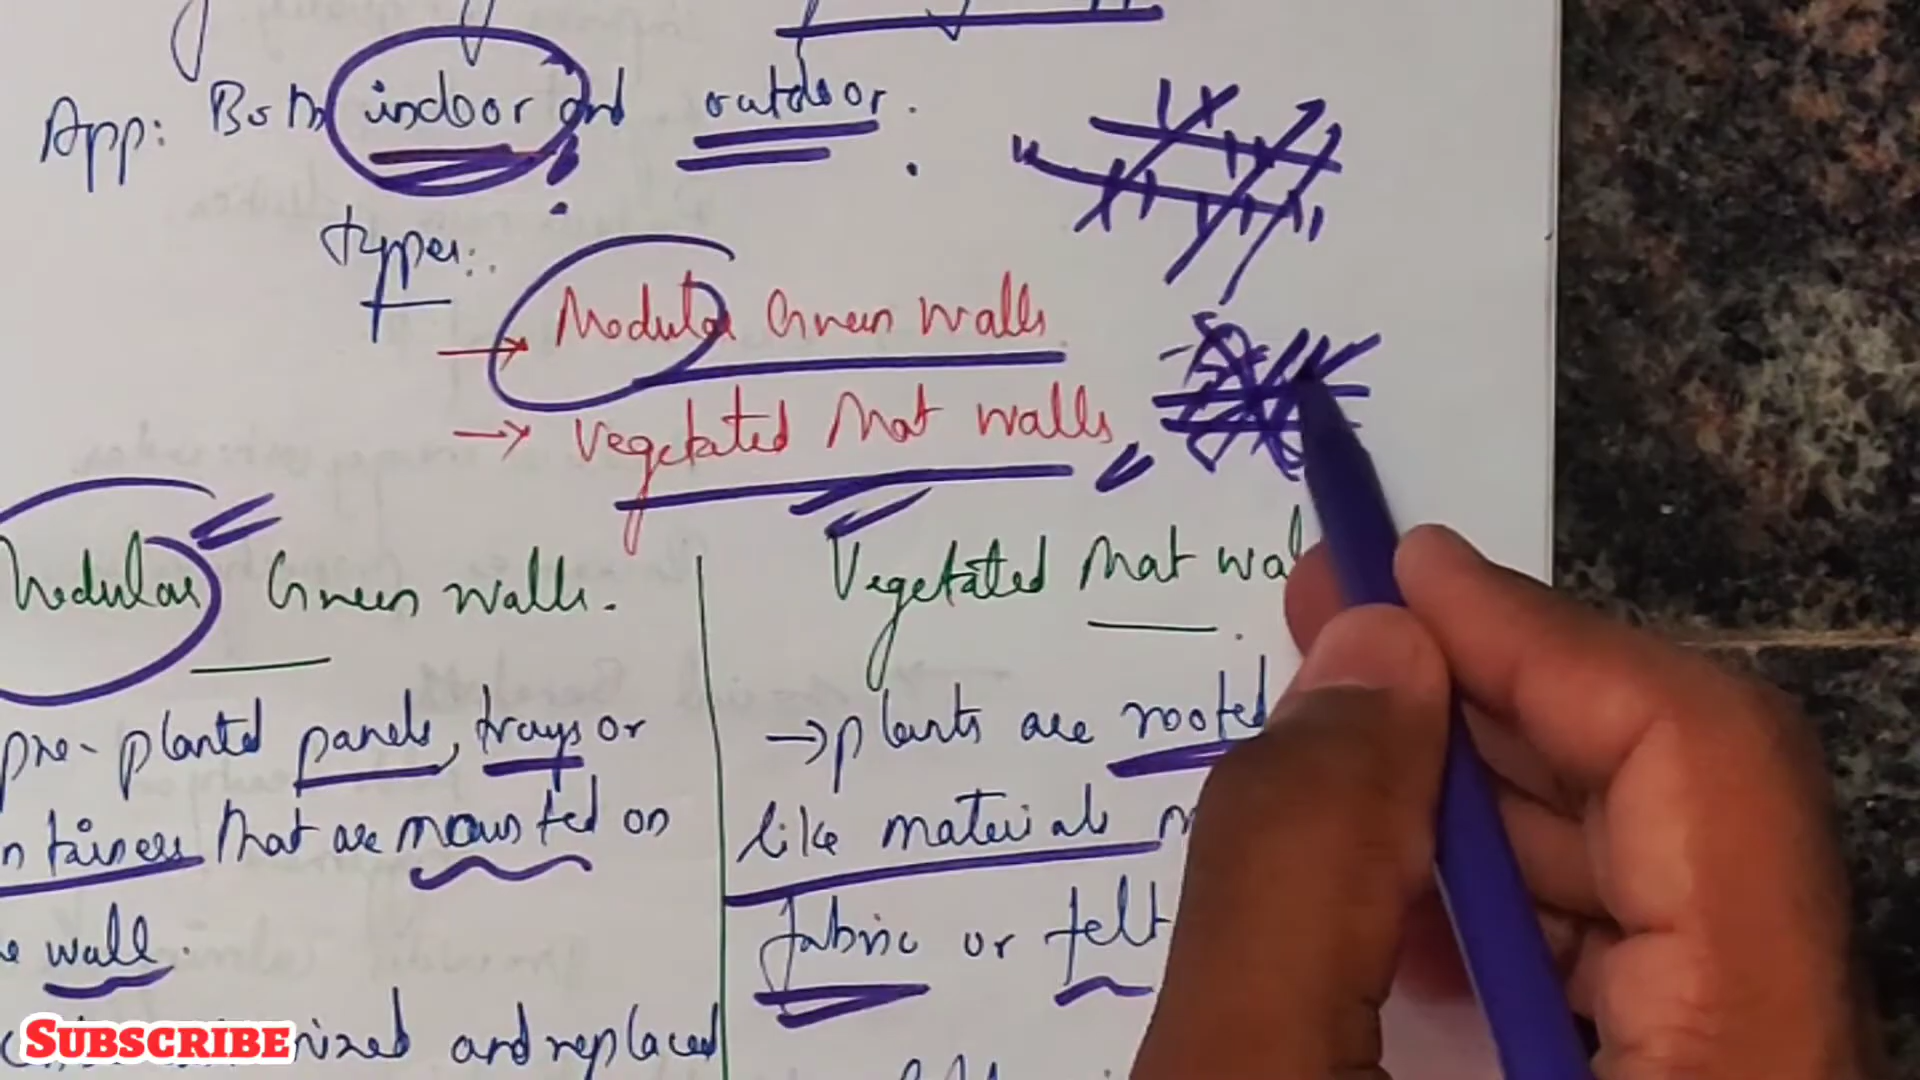 App: Both indoor and outdoor.
Types:
→ Modular Green Walls.
→ Vegetated Mat Walls
Modular Green Walls.
pre-planted panels, trays or
that are mounted on
wall.
and replaced
Vegetated Mat
→ plants are rooted
like materials
fabric or felt
SUBSCRIBE